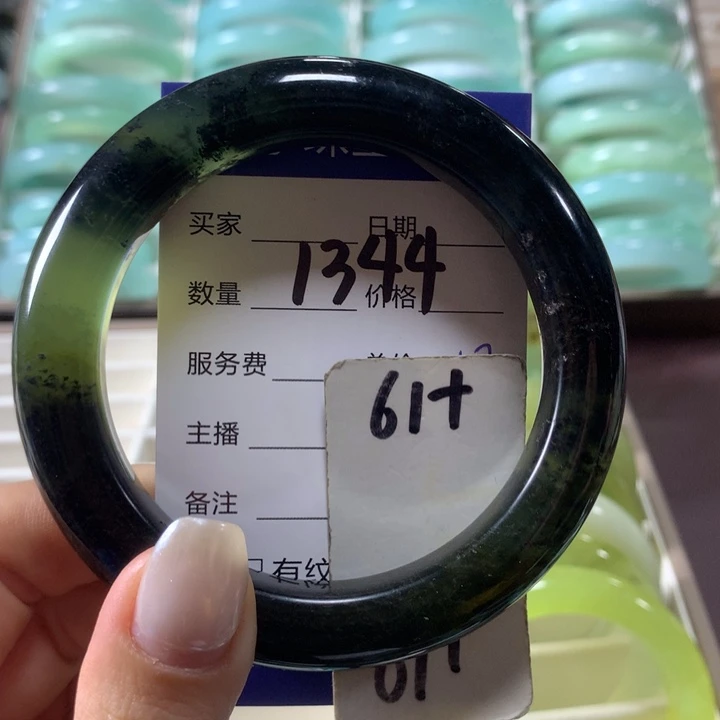 买家 日期
1344
数量 价格
服务费
61+
主播
备注
有纹